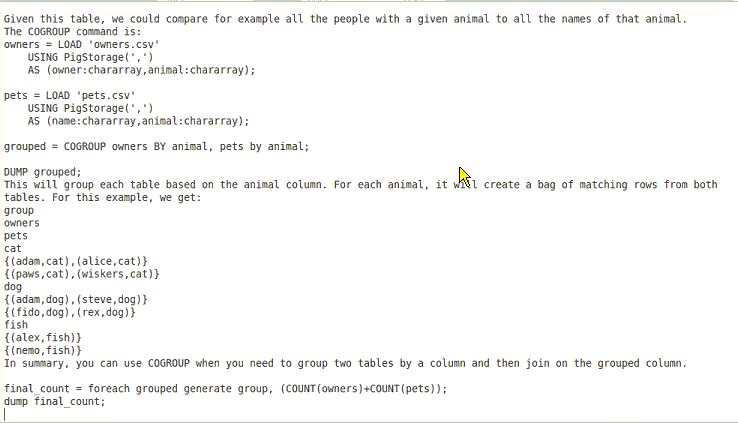 Given this table, we could compare for example all the people with a given animal to all the names of that animal.
The COGROUP command is:
owners = LOAD 'owners.csv'
    USING PigStorage(',')
    AS (owner:chararray,animal:chararray);

pets = LOAD 'pets.csv'
    USING PigStorage(',')
    AS (name:chararray,animal:chararray);

grouped = COGROUP owners BY animal, pets by animal;

DUMP grouped;
This will group each table based on the animal column. For each animal, it will create a bag of matching rows from both
tables. For this example, we get:
group
owners
pets
cat
{(adam,cat),(alice,cat)}
{(paws,cat),(wiskers,cat)}
dog
{(adam,dog),(steve,dog)}
{(fido,dog),(rex,dog)}
fish
{(alex,fish)}
{(nemo,fish)}
In summary, you can use COGROUP when you need to group two tables by a column and then join on the grouped column.

final_count = foreach grouped generate group, (COUNT(owners)+COUNT(pets));
dump final_count;